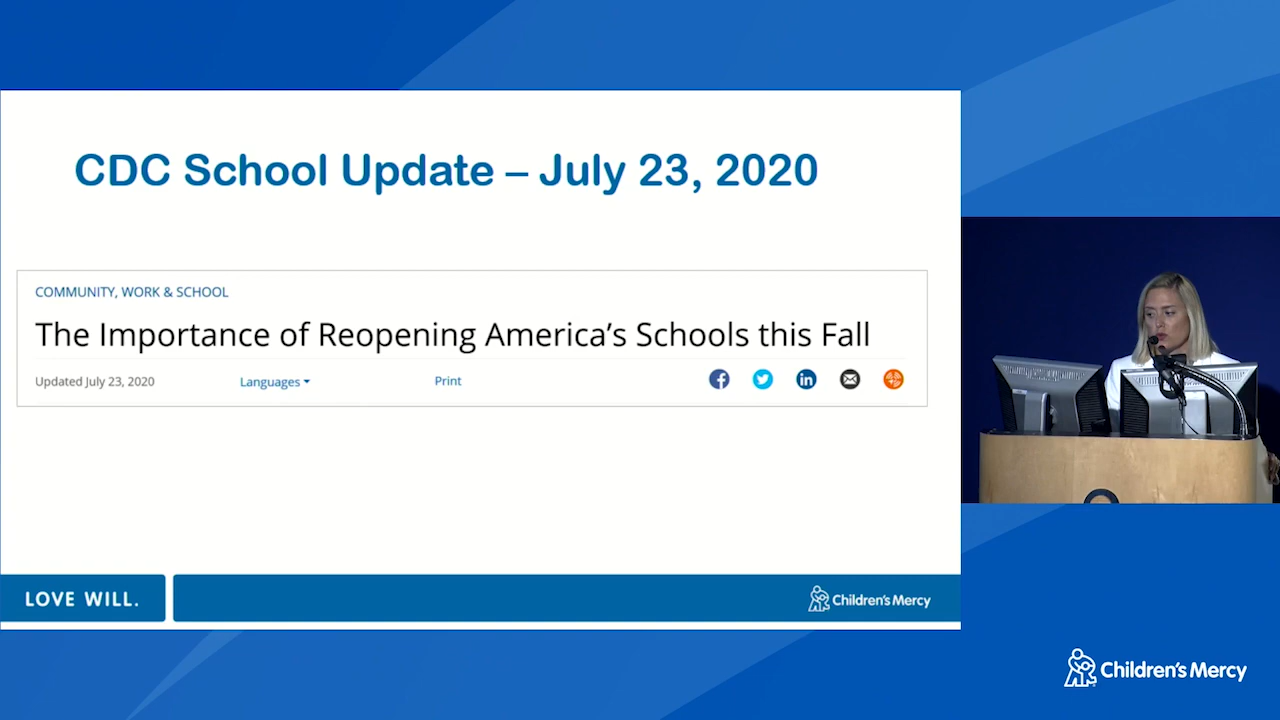 CDC School Update – July 23, 2020
COMMUNITY, WORK & SCHOOL
The Importance of Reopening America's Schools this Fall
Updated July 23, 2020
Languages
Print
LOVE WILL.
Children's Mercy
Children's Mercy